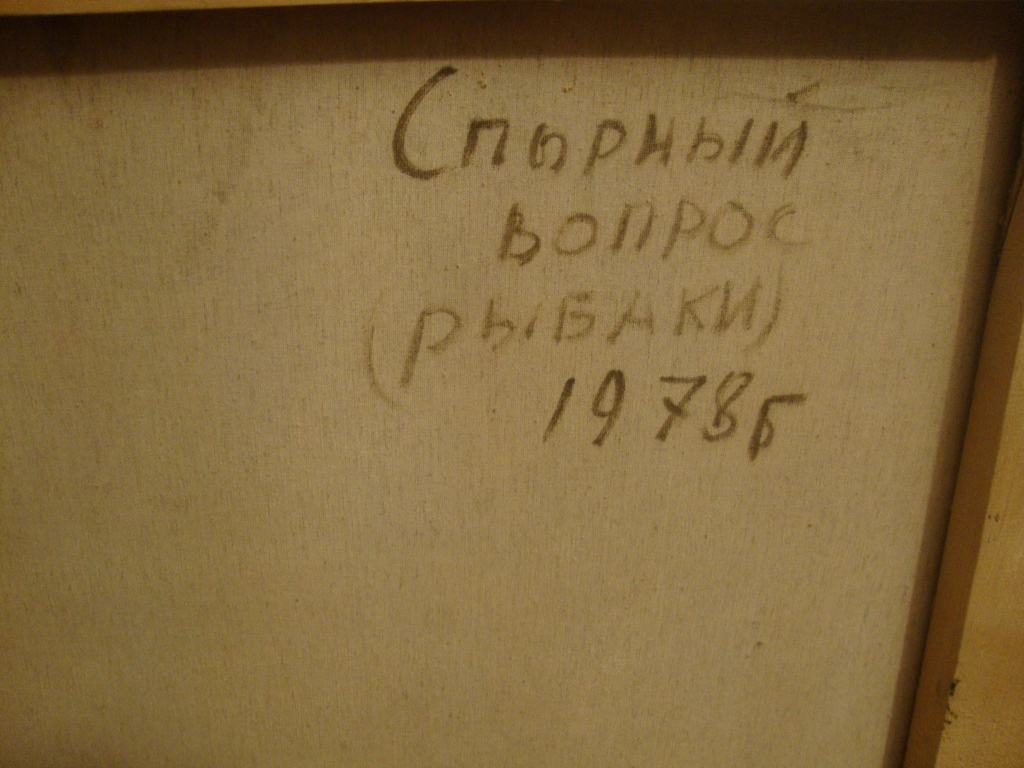 Спорный
вопрос
(рыбаки)
1978г